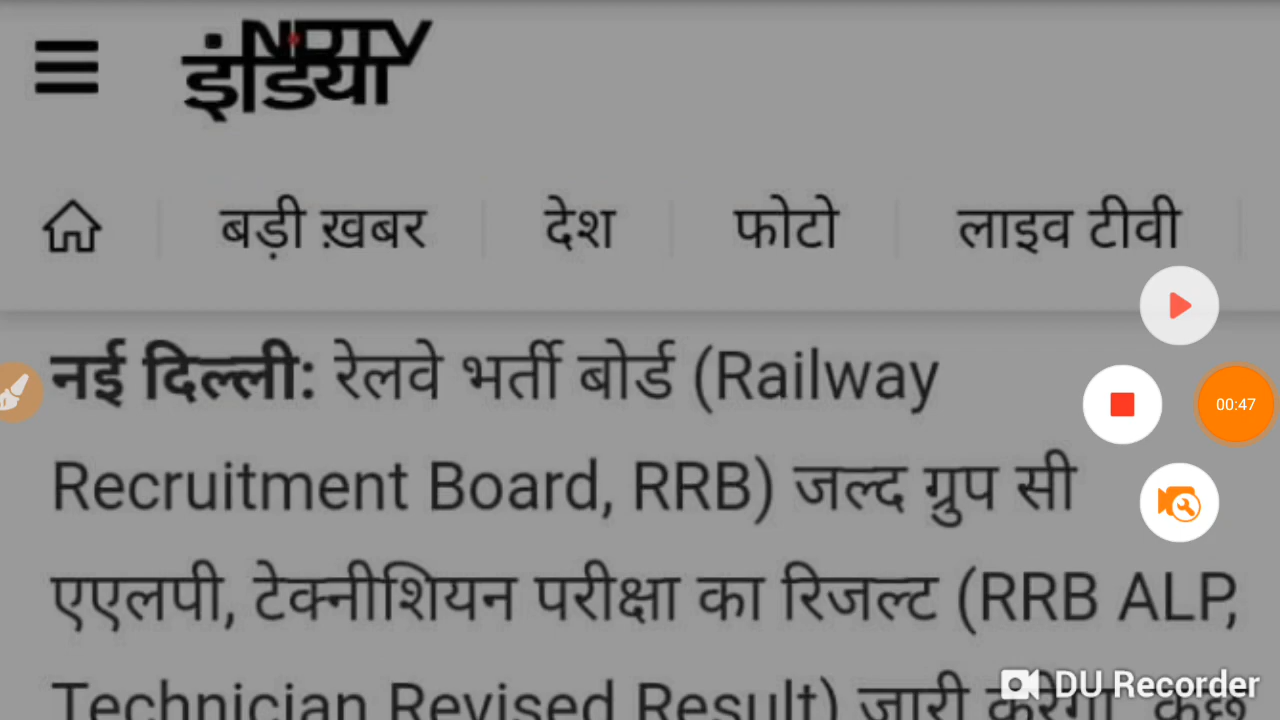 NDTV
इंडिया
बड़ी ख़बर देश फोटो लाइव टीवी
नई दिल्ली: रेलवे भर्ती बोर्ड (Railway
00:47
Recruitment Board, RRB) जल्द ग्रुप सी
एएलपी, टेक्नीशियन परीक्षा का रिजल्ट (RRB ALP,
Technician Revised Result) जारी करेगा. कुछ
DU Recorder